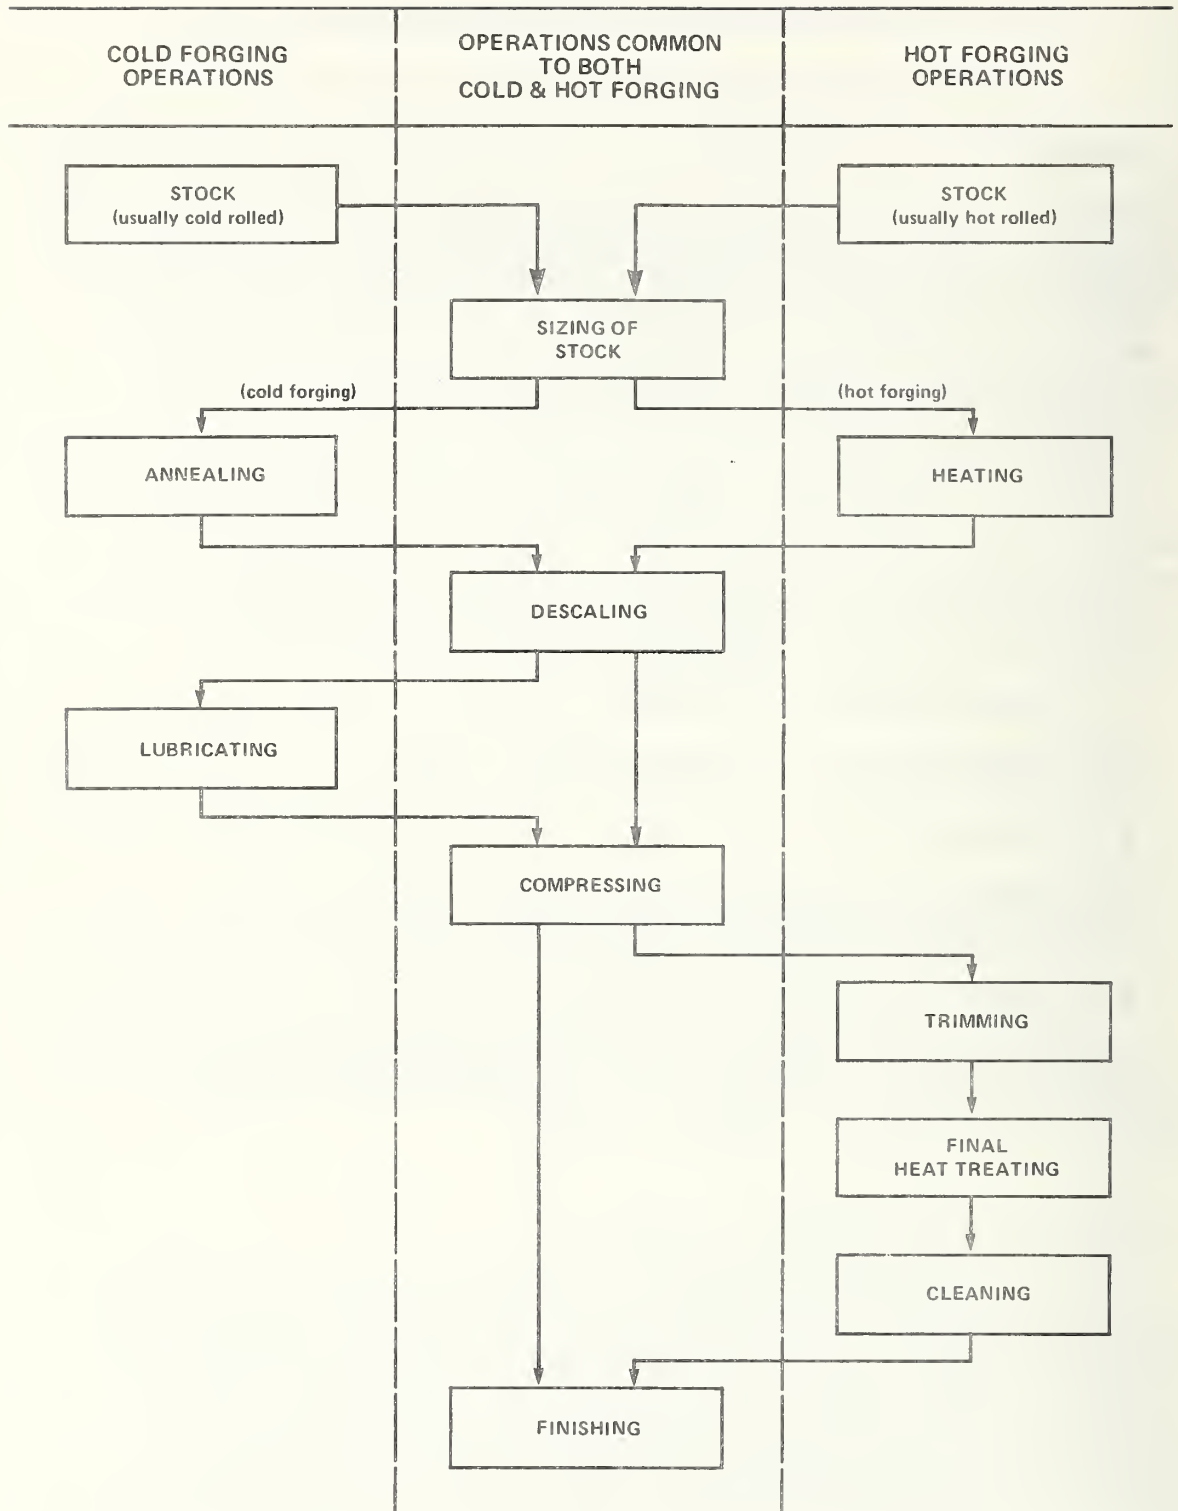 COLD FORGING
OPERATIONS
OPERATIONS COMMON
TO BOTH
COLD & HOT FORGING
HOT FORGING
OPERATIONS
STOCK
(usually cold rolled)
STOCK
(usually hot rolled)
SIZING OF
STOCK
(cold forging)
(hot forging)
ANNEALING
HEATING
DESCALING
LUBRICATING
COMPRESSING
TRIMMING
FINAL
HEAT TREATING
CLEANING
FINISHING